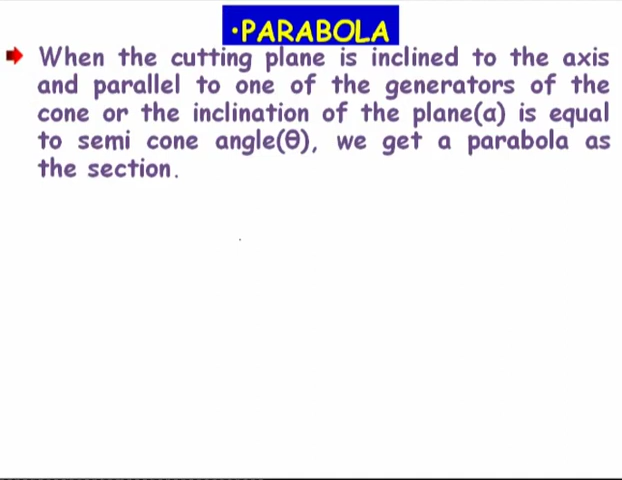 •PARABOLA
When the cutting plane is inclined to the axis
and parallel to one of the generators of the
cone or the inclination of the plane(α) is equal
to semi cone angle(θ), we get a parabola as
the section.